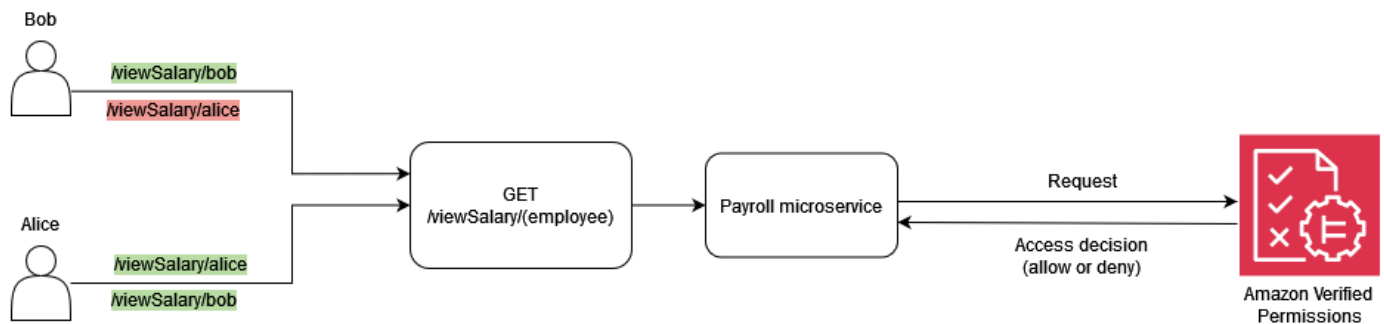 Bob
/viewSalary/bob
/viewSalary/alice
Alice
/viewSalary/alice
/viewSalary/bob
GET
/viewSalary/(employee)
Payroll microservice
Request
Access decision
(allow or deny)
Amazon Verified
Permissions